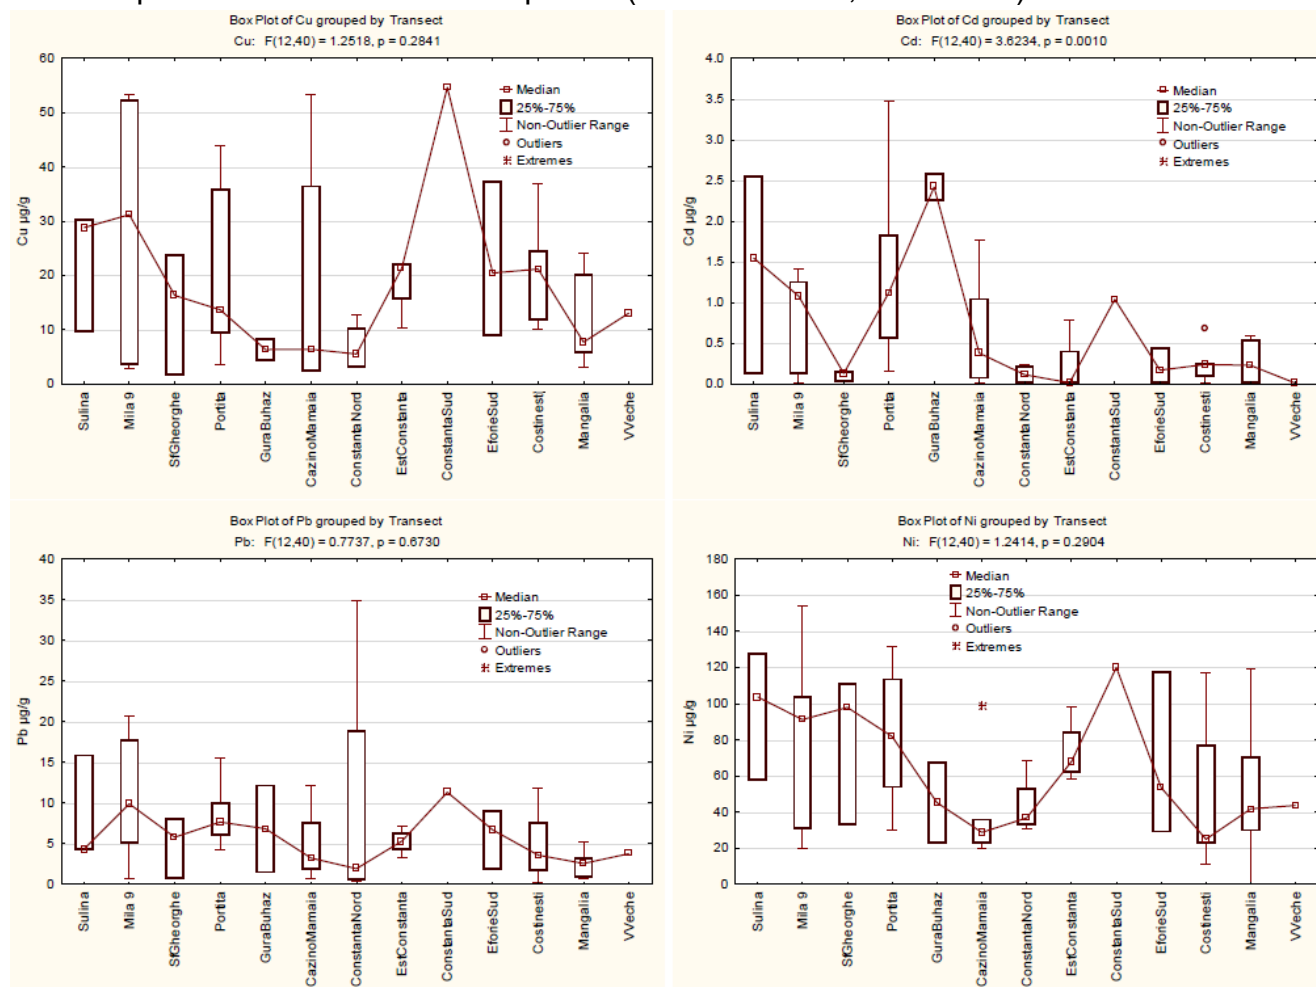 Box Plot of Cu grouped by Transect
Cu: F(12,40) = 1.2518, p = 0.2841
60
50
40
30
20
10
0
Cu µg/g
Median
25%-75%
Non-Outlier Range
Outliers
Extremes
Sulina
Mila 9
SfGheorghe
Portita
GuraBuhaz
CazinoMamaia
ConstantaNord
EstConstanta
ConstantaSud
EforieSud
Costinesti
Mangalia
VVeche
Box Plot of Cd grouped by Transect
Cd: F(12,40) = 3.6234, p = 0.0010
4.0
3.5
3.0
2.5
2.0
1.5
1.0
0.5
0.0
Cd µg/g
Median
25%-75%
Non-Outlier Range
Outliers
Extremes
Sulina
Mila 9
SfGheorghe
Portita
GuraBuhaz
CazinoMamaia
ConstantaNord
EstConstanta
ConstantaSud
EforieSud
Costinesti
Mangalia
VVeche
Box Plot of Pb grouped by Transect
Pb: F(12,40) = 0.7737, p = 0.6730
40
35
30
25
20
15
10
5
0
Pb µg/g
Median
25%-75%
Non-Outlier Range
Outliers
Extremes
Sulina
Mila 9
SfGheorghe
Portita
GuraBuhaz
CazinoMamaia
ConstantaNord
EstConstanta
ConstantaSud
EforieSud
Costinesti
Mangalia
VVeche
Box Plot of Ni grouped by Transect
Ni: F(12,40) = 1.2414, p = 0.2904
180
160
140
120
100
80
60
40
20
0
Ni µg/g
Median
25%-75%
Non-Outlier Range
Outliers
Extremes
Sulina
Mila 9
SfGheorghe
Portita
GuraBuhaz
CazinoMamaia
ConstantaNord
EstConstanta
ConstantaSud
EforieSud
Costinesti
Mangalia
VVeche